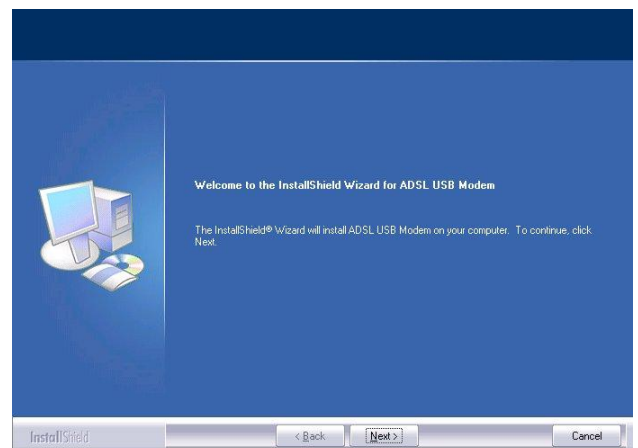 Welcome to the InstallShield Wizard for ADSL USB Modem
The InstallShield® Wizard will install ADSL USB Modem on your computer. To continue, click
Next.
InstallShield
< Back
Next >
Cancel